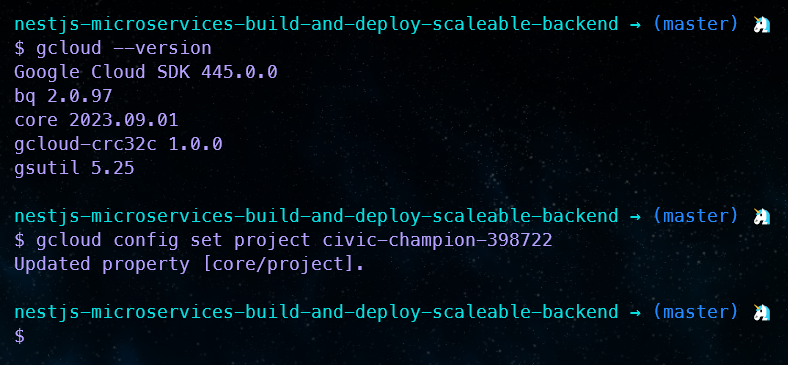 nestjs-microservices-build-and-deploy-scaleable-backend → (master) 🦄
$ gcloud --version
Google Cloud SDK 445.0.0
bq 2.0.97
core 2023.09.01
gcloud-crc32c 1.0.0
gsutil 5.25
nestjs-microservices-build-and-deploy-scaleable-backend → (master) 🦄
$ gcloud config set project civic-champion-398722
Updated property [core/project].
nestjs-microservices-build-and-deploy-scaleable-backend → (master) 🦄
$